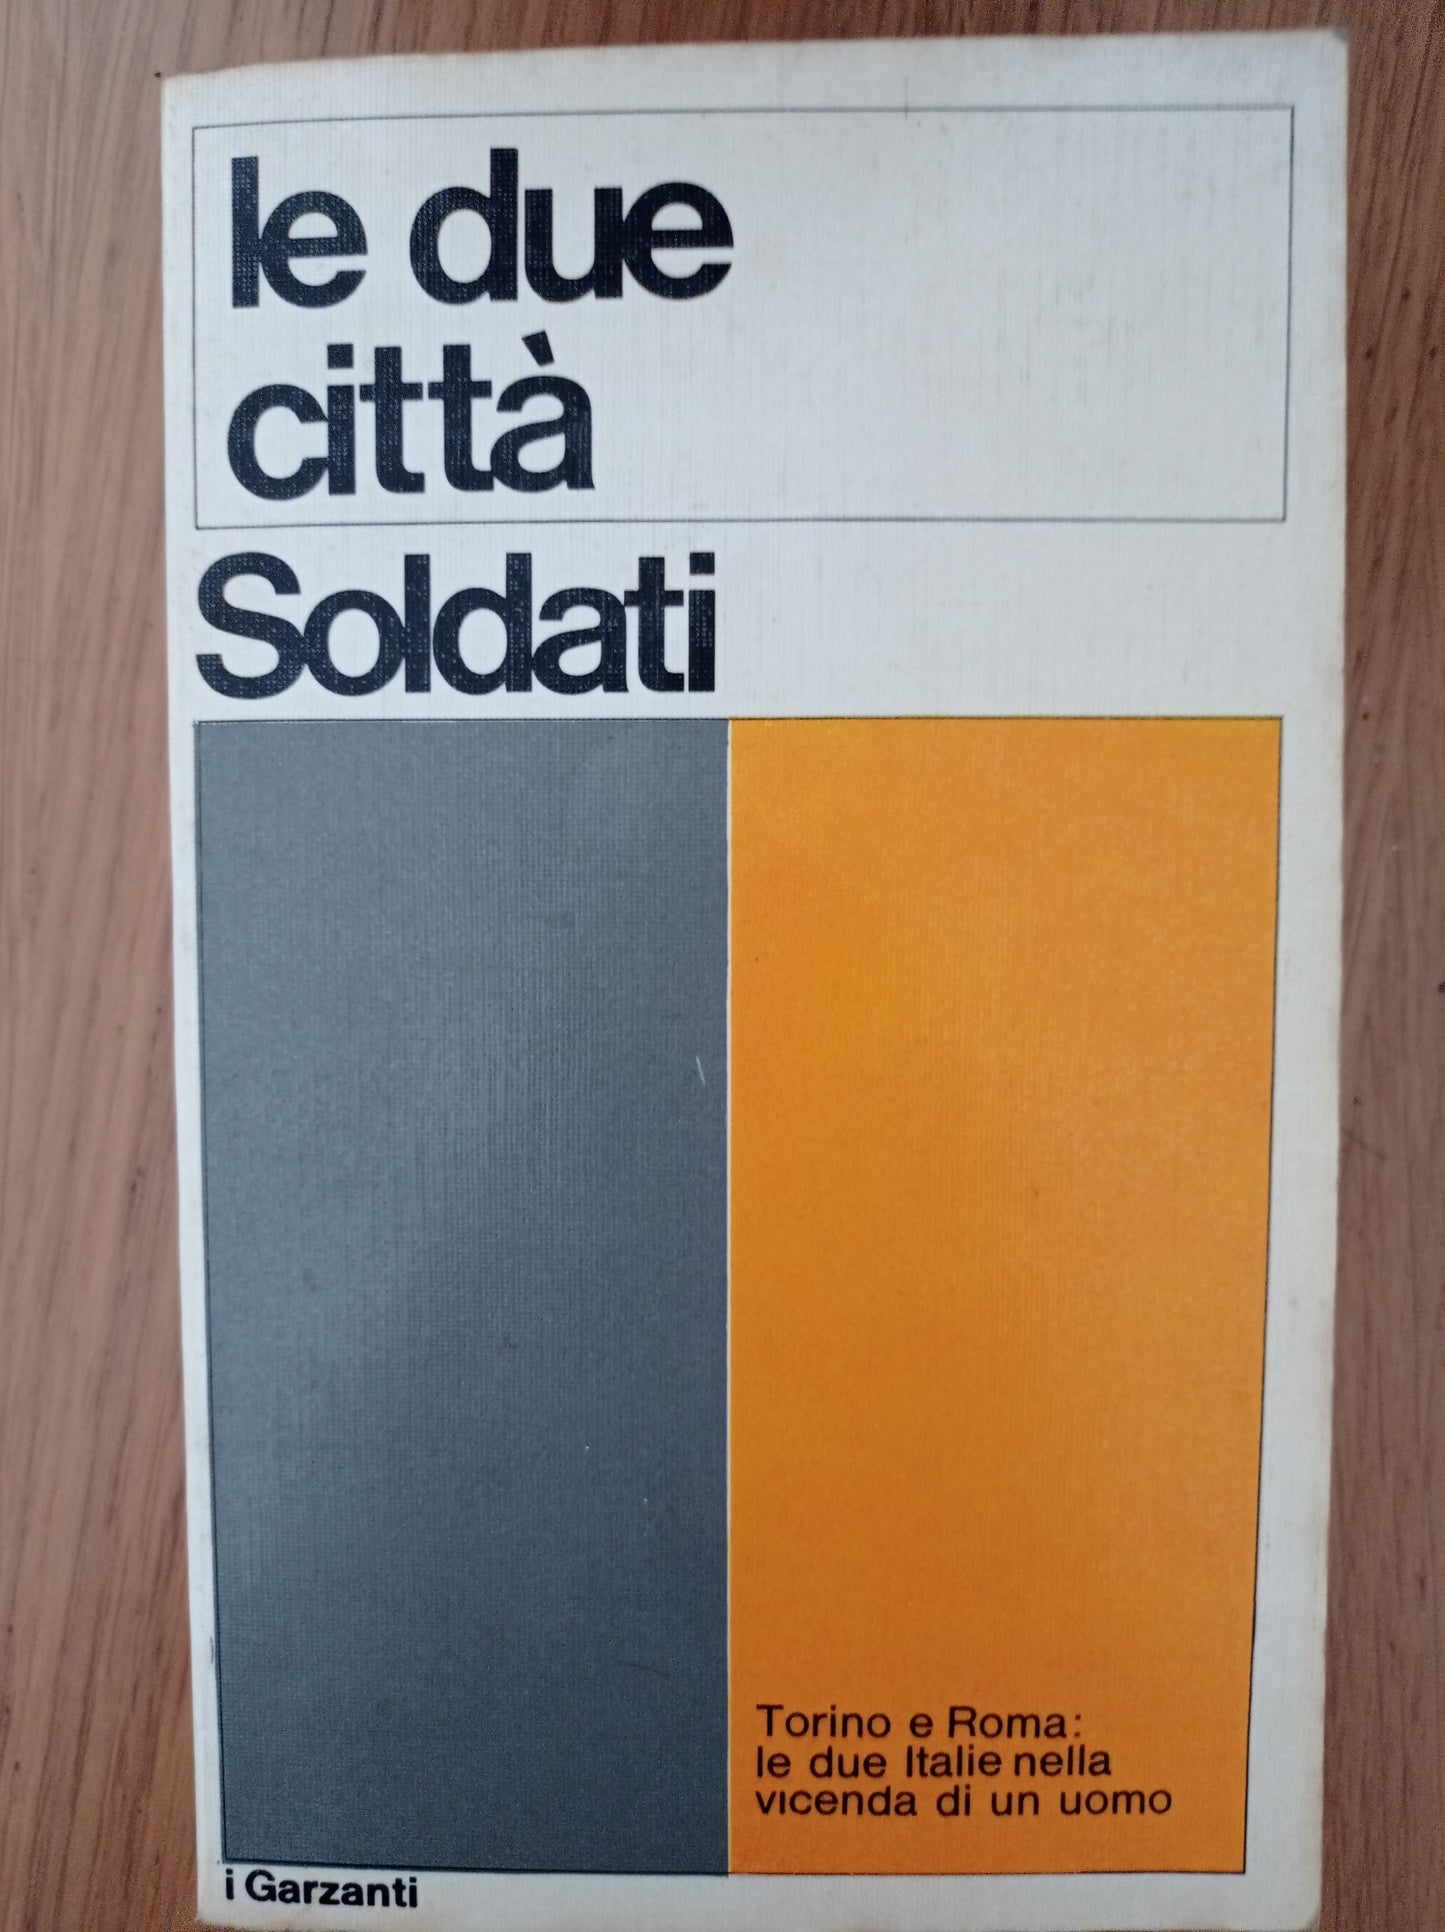 le due
città
Soldati
Torino e Roma:
le due Italie nella
vicenda di un uomo
i Garzanti